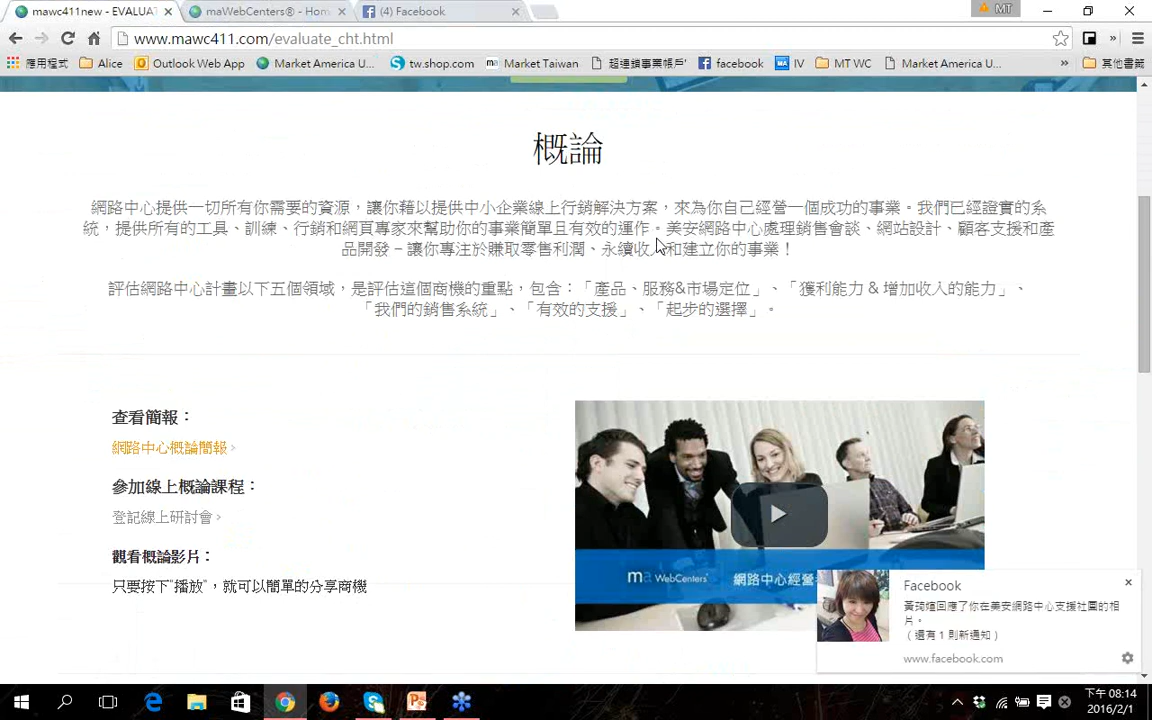 mawc411new - EVALUAT
maWebCenters® - Hom
(4) Facebook
MT
www.mawc411.com/evaluate_cht.html
應用程式
Alice
Outlook Web App
Market America U...
tw.shop.com
Market Taiwan
超連鎖事業帳戶'
facebook
IV
MT WC
Market America U...
其他書籤
概論
網路中心提供一切所有你需要的資源，讓你藉以提供中小企業線上行銷解決方案，來為你自己經營一個成功的事業。我們已經證實的系
統，提供所有的工具、訓練、行銷和網頁專家來幫助你的事業簡單且有效的運作。美安網路中心處理銷售會談、網站設計、顧客支援和產
品開發 – 讓你專注於賺取零售利潤、永續收入和建立你的事業！
評估網路中心計畫以下五個領域，是評估這個商機的重點，包含：「產品、服務&市場定位」、「獲利能力 & 增加收入的能力」、
「我們的銷售系統」、「有效的支援」、「起步的選擇」。
查看簡報：
網路中心概論簡報 ›
參加線上概論課程：
登記線上研討會 ›
觀看概論影片：
只要按下"播放"，就可以簡單的分享商機
ma WebCenters®
網路中心經營
Facebook
黃琦媗回應了你在美安網路中心支援社團的相
片。
（還有 1 則新通知）
www.facebook.com
下午 08:14
2016/2/1